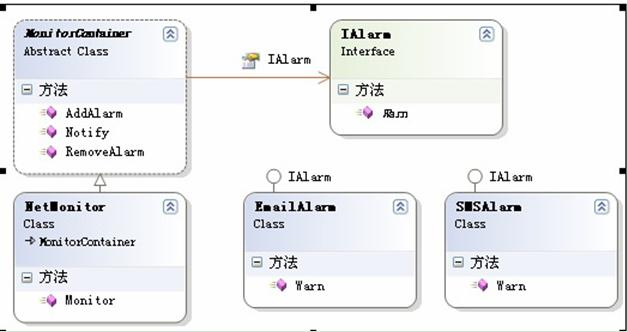 MonitorContainer
Abstract Class
方法
AddAlarm
Notify
RemoveAlarm
IAlarm
IAlarm
Interface
方法
Warn
NetMonitor
Class
MonitorContainer
方法
Monitor
IAlarm
EmailAlarm
Class
方法
Warn
IAlarm
SMSAlarm
Class
方法
Warn